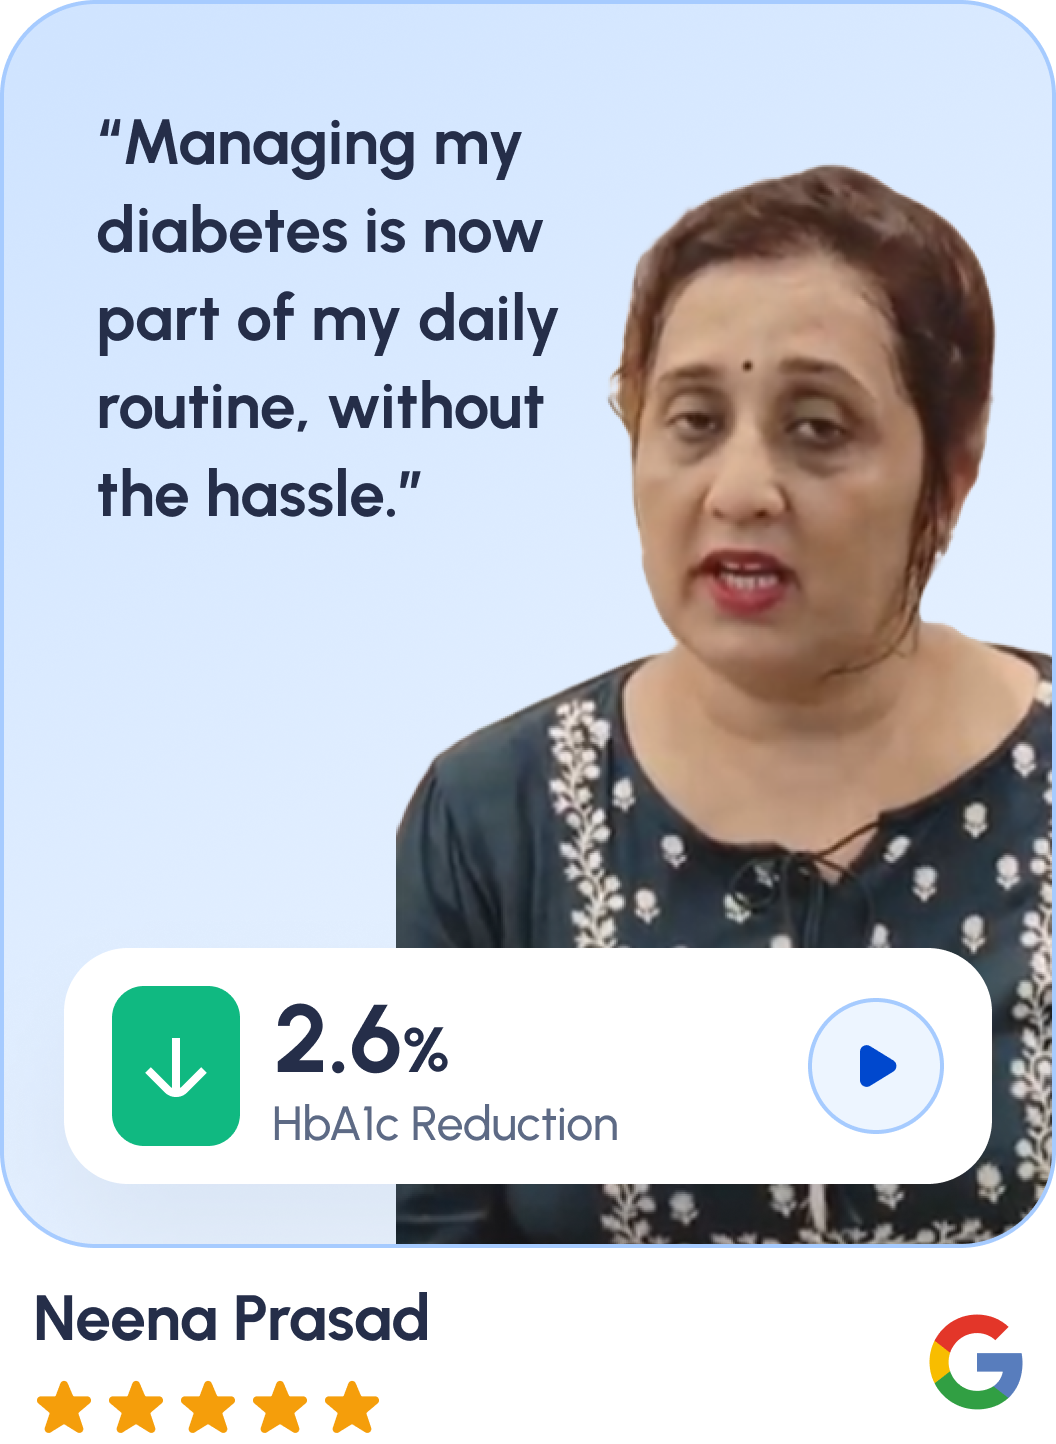 “Managing my
diabetes is now
part of my daily
routine, without
the hassle.”
2.6%
HbA1c Reduction
Neena Prasad